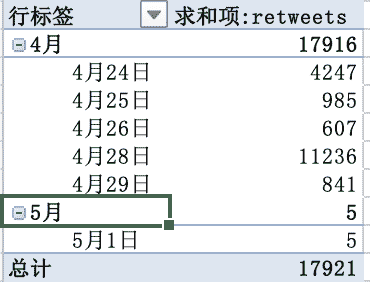 行标签 求和项:retweets
4月 17916
4月24日 4247
4月25日 985
4月26日 607
4月28日 11236
4月29日 841
5月 5
5月1日 5
总计 17921